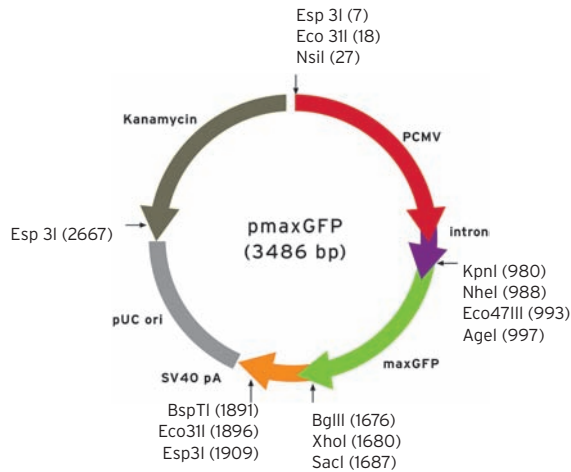 Esp 3I (7)
Eco 31I (18)
NsiI (27)
Kanamycin
PCMV
Esp 3I (2667)
pmaxGFP
(3486 bp)
intron
KpnI (980)
NheI (988)
Eco47III (993)
AgeI (997)
pUC ori
maxGFP
SV40 pA
BspTI (1891)
Eco31I (1896)
Esp3I (1909)
BglII (1676)
XhoI (1680)
SacI (1687)